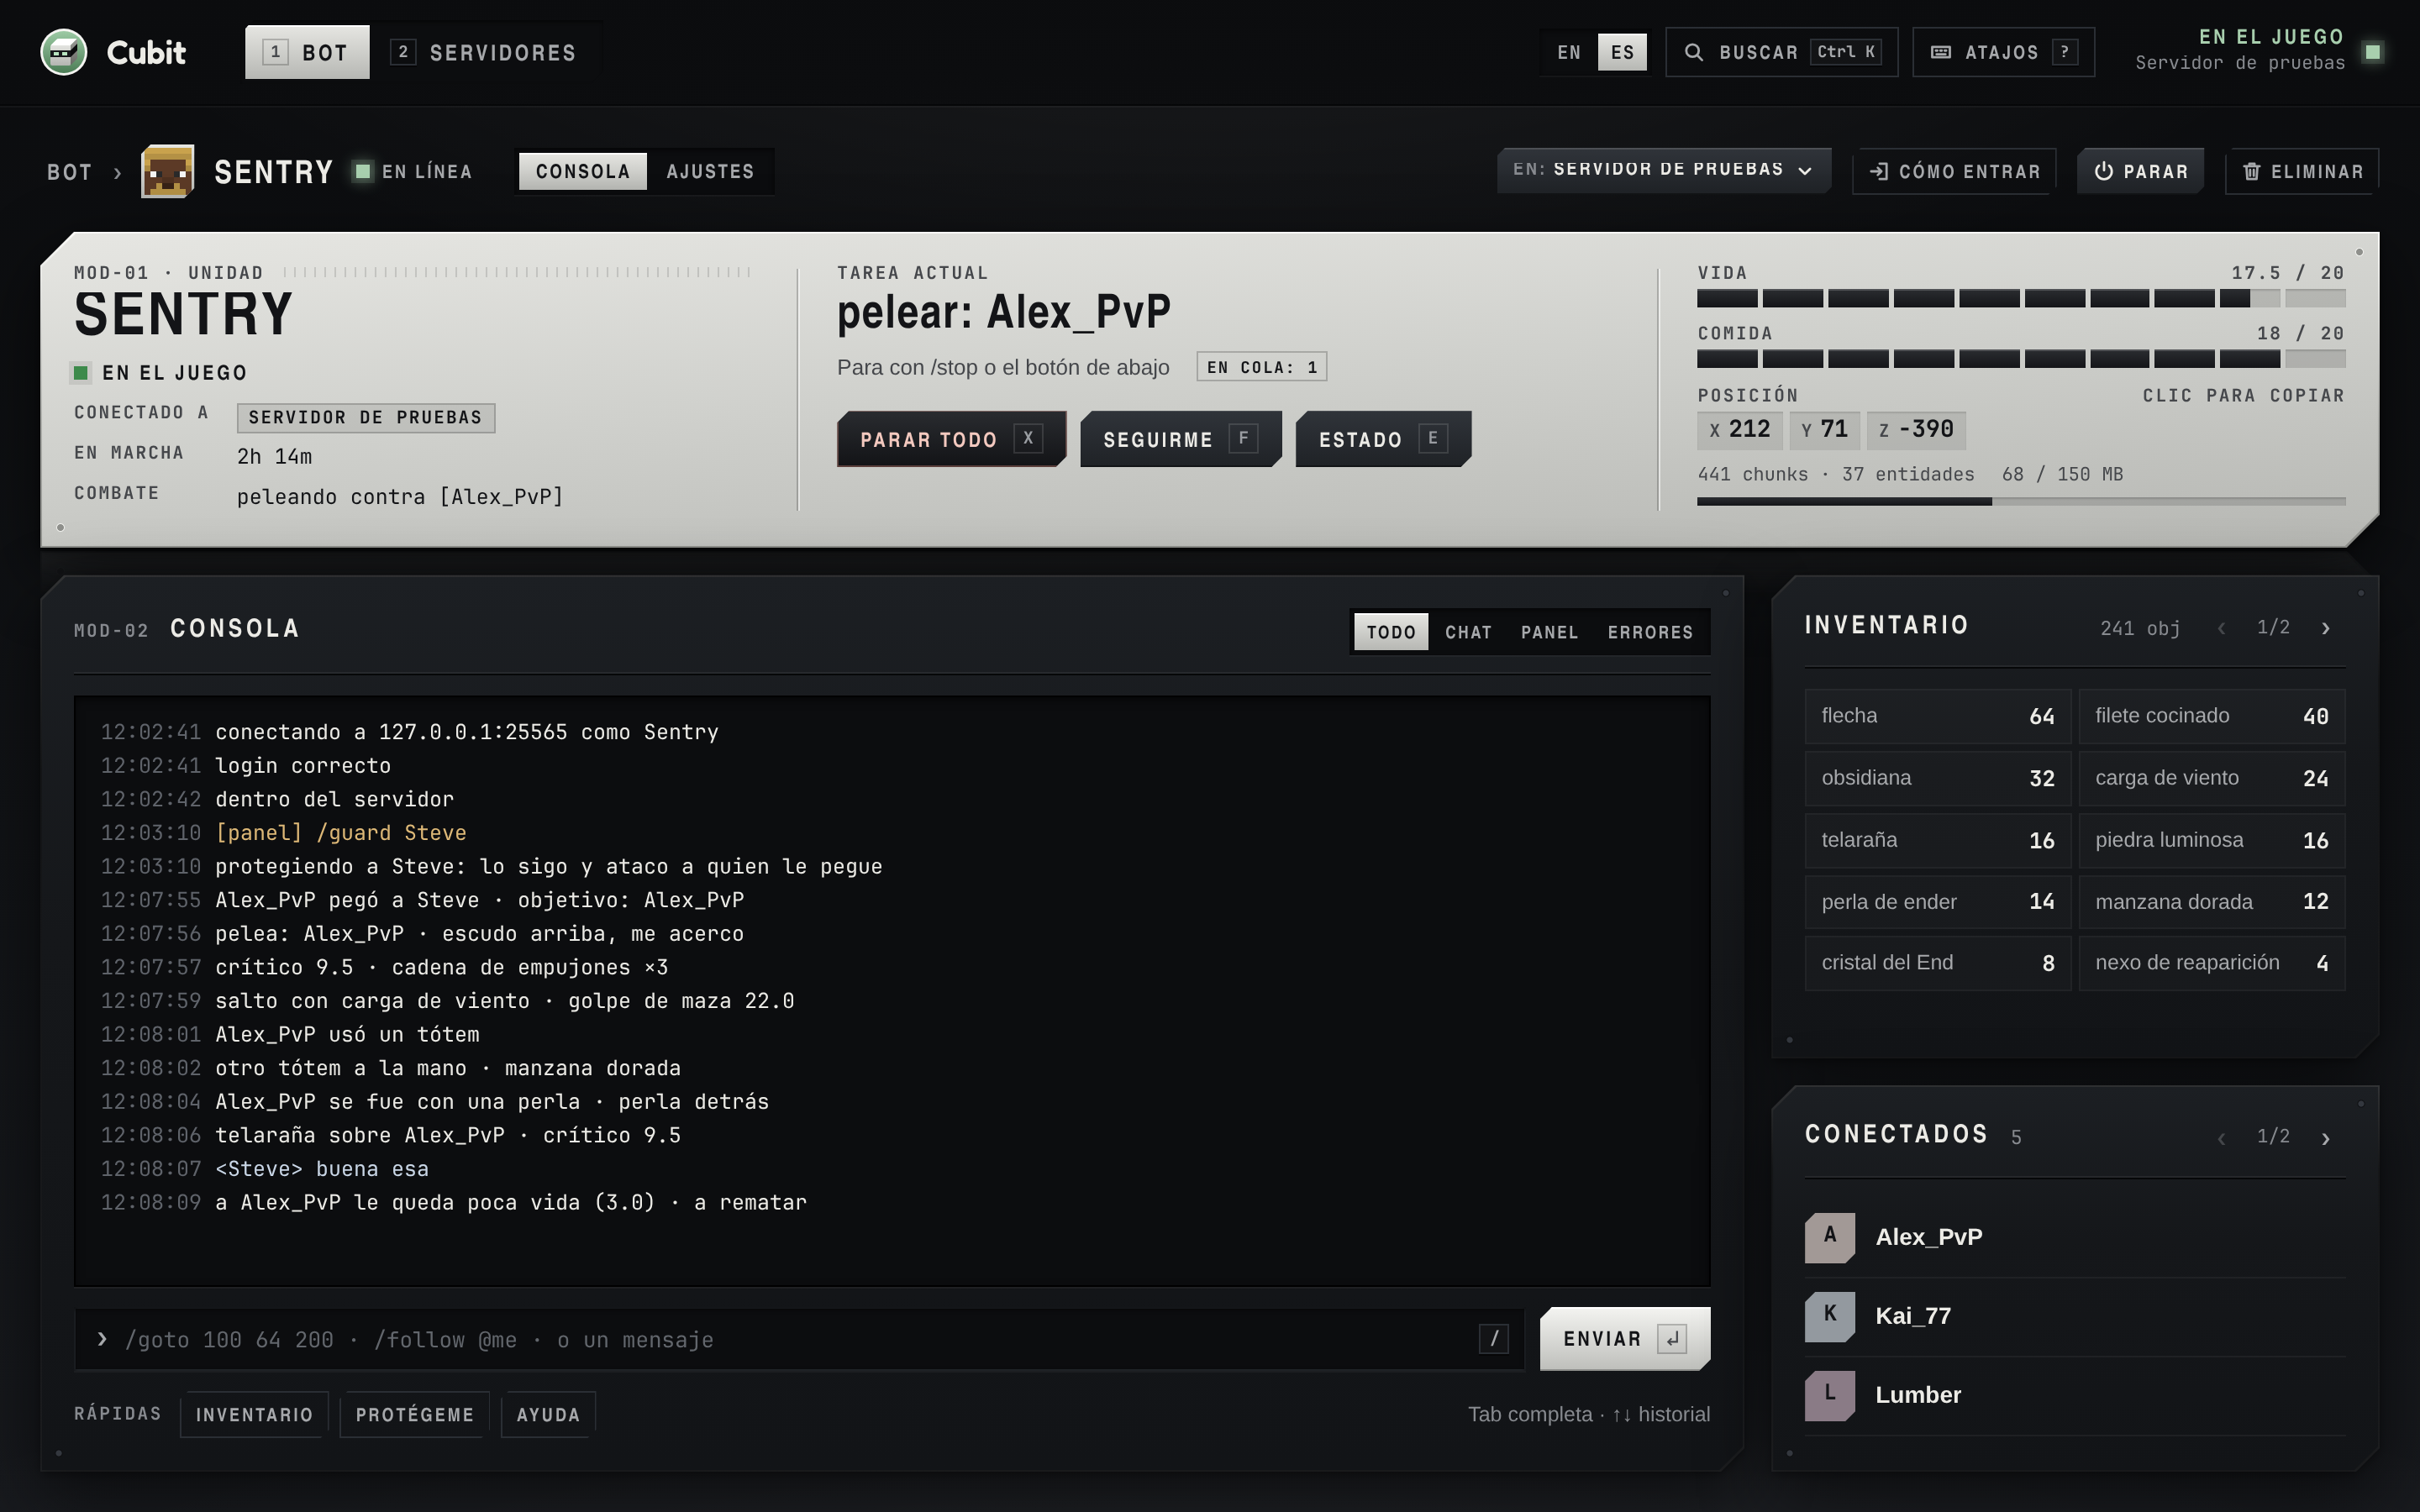 Cubit
1 BOT
2 SERVIDORES
EN ES
BUSCAR Ctrl K
ATAJOS ?
EN EL JUEGO
Servidor de pruebas
BOT › SENTRY EN LÍNEA
CONSOLA AJUSTES
EN: SERVIDOR DE PRUEBAS
CÓMO ENTRAR
PARAR
ELIMINAR
MOD-01 · UNIDAD
SENTRY
EN EL JUEGO
CONECTADO A SERVIDOR DE PRUEBAS
EN MARCHA 2h 14m
COMBATE peleando contra [Alex_PvP]
TAREA ACTUAL
pelear: Alex_PvP
Para con /stop o el botón de abajo EN COLA: 1
PARAR TODO X
SEGUIRME F
ESTADO E
VIDA 17.5 / 20
COMIDA 18 / 20
POSICIÓN CLIC PARA COPIAR
X 212 Y 71 Z -390
441 chunks · 37 entidades 68 / 150 MB
MOD-02 CONSOLA
TODO CHAT PANEL ERRORES
12:02:41 conectando a 127.0.0.1:25565 como Sentry
12:02:41 login correcto
12:02:42 dentro del servidor
12:03:10 [panel] /guard Steve
12:03:10 protegiendo a Steve: lo sigo y ataco a quien le pegue
12:07:55 Alex_PvP pegó a Steve · objetivo: Alex_PvP
12:07:56 pelea: Alex_PvP · escudo arriba, me acerco
12:07:57 crítico 9.5 · cadena de empujones ×3
12:07:59 salto con carga de viento · golpe de maza 22.0
12:08:01 Alex_PvP usó un tótem
12:08:02 otro tótem a la mano · manzana dorada
12:08:04 Alex_PvP se fue con una perla · perla detrás
12:08:06 telaraña sobre Alex_PvP · crítico 9.5
12:08:07 <Steve> buena esa
12:08:09 a Alex_PvP le queda poca vida (3.0) · a rematar
❯ /goto 100 64 200 · /follow @me · o un mensaje /
ENVIAR ↵
RÁPIDAS INVENTARIO PROTÉGEME AYUDA
Tab completa · ↑↓ historial
INVENTARIO 241 obj ‹ 1/2 ›
flecha 64
filete cocinado 40
obsidiana 32
carga de viento 24
telaraña 16
piedra luminosa 16
perla de ender 14
manzana dorada 12
cristal del End 8
nexo de reaparición 4
CONECTADOS 5 ‹ 1/2 ›
A Alex_PvP
K Kai_77
L Lumber